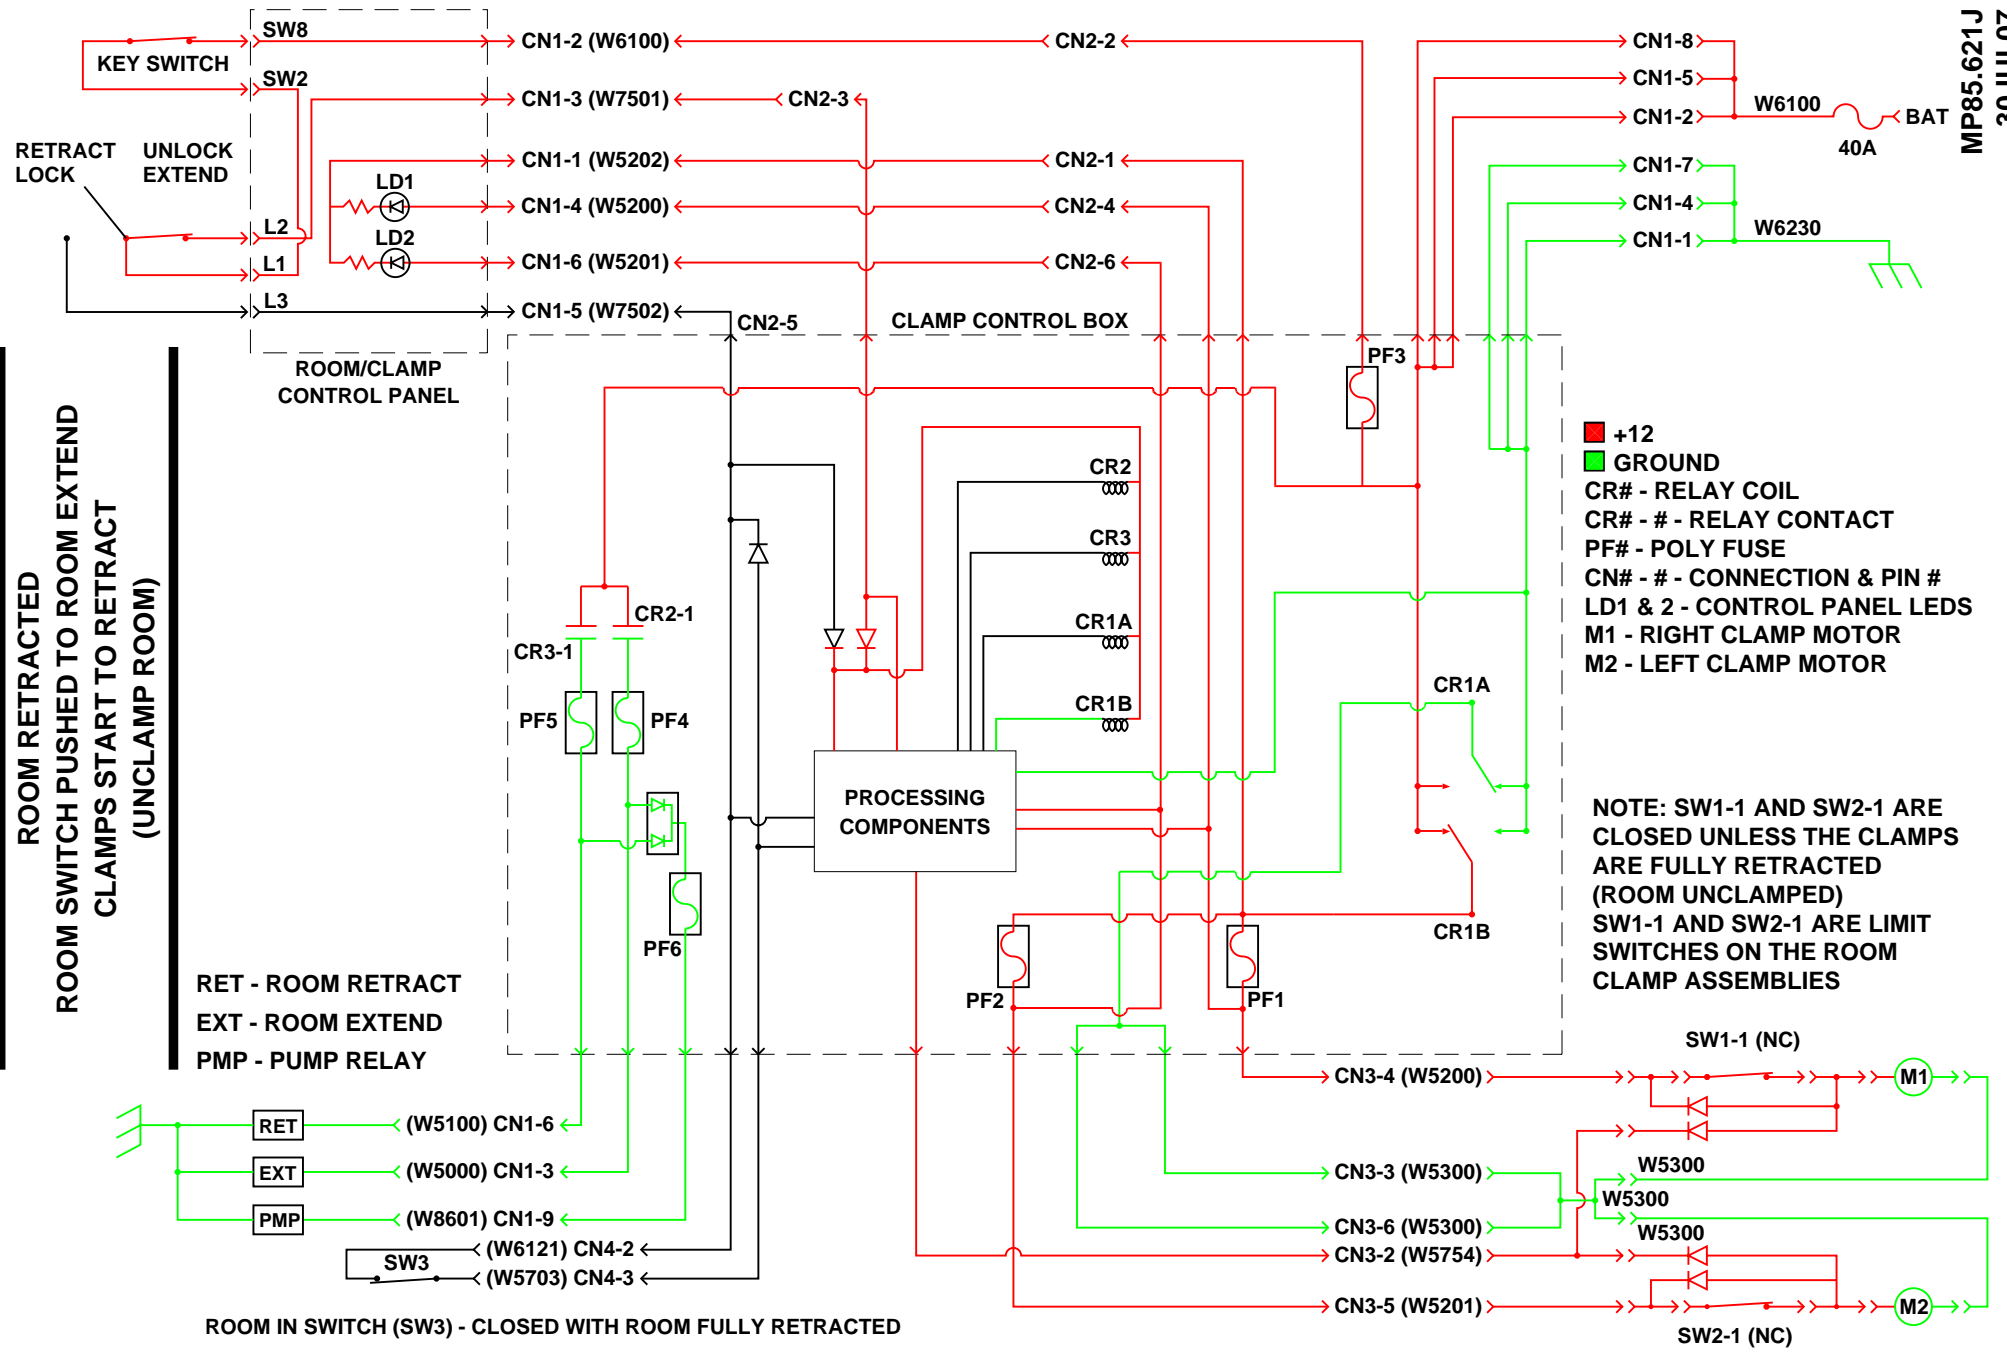 MP85.621J
SW8
KEY SWITCH
SW2
RETRACT
LOCK
UNLOCK
EXTEND
L2
L1
L3
LD1
LD2
ROOM/CLAMP
CONTROL PANEL
CN1-2 (W6100)
CN1-3 (W7501)
CN1-1 (W5202)
CN1-4 (W5200)
CN1-6 (W5201)
CN1-5 (W7502)
CN2-2
CN2-3
CN2-1
CN2-4
CN2-6
CN2-5
CLAMP CONTROL BOX
CN1-8
CN1-5
CN1-2
W6100
40A
BAT
CN1-7
CN1-4
CN1-1
W6230
PF3
ROOM RETRACTED
ROOM SWITCH PUSHED TO ROOM EXTEND
CLAMPS START TO RETRACT
(UNCLAMP ROOM)
CR2
CR3
CR1A
CR1B
CR2-1
CR3-1
PF5
PF4
PF6
PROCESSING
COMPONENTS
CR1A
CR1B
PF2
PF1
+12
GROUND
CR# - RELAY COIL
CR# - # - RELAY CONTACT
PF# - POLY FUSE
CN# - # - CONNECTION & PIN #
LD1 & 2 - CONTROL PANEL LEDS
M1 - RIGHT CLAMP MOTOR
M2 - LEFT CLAMP MOTOR
NOTE: SW1-1 AND SW2-1 ARE
CLOSED UNLESS THE CLAMPS
ARE FULLY RETRACTED
(ROOM UNCLAMPED)
SW1-1 AND SW2-1 ARE LIMIT
SWITCHES ON THE ROOM
CLAMP ASSEMBLIES
RET - ROOM RETRACT
EXT - ROOM EXTEND
PMP - PUMP RELAY
RET
(W5100) CN1-6
EXT
(W5000) CN1-3
PMP
(W8601) CN1-9
(W6121) CN4-2
SW3
(W5703) CN4-3
ROOM IN SWITCH (SW3) - CLOSED WITH ROOM FULLY RETRACTED
SW1-1 (NC)
CN3-4 (W5200)
M1
CN3-3 (W5300)
W5300
W5300
CN3-6 (W5300)
W5300
CN3-2 (W5754)
CN3-5 (W5201)
M2
SW2-1 (NC)